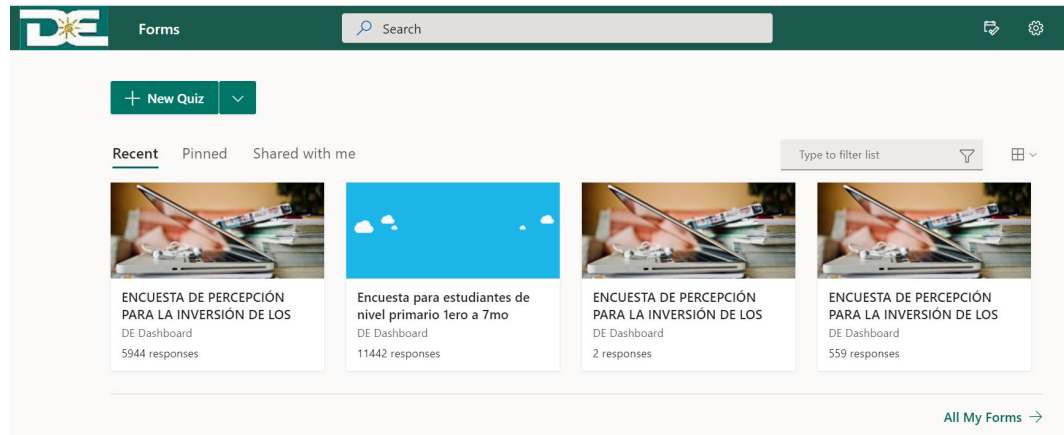 DE Forms Search
+ New Quiz
Recent Pinned Shared with me Type to filter list
ENCUESTA DE PERCEPCIÓN
PARA LA INVERSIÓN DE LOS
DE Dashboard
5944 responses
Encuesta para estudiantes de
nivel primario 1ero a 7mo
DE Dashboard
11442 responses
ENCUESTA DE PERCEPCIÓN
PARA LA INVERSIÓN DE LOS
DE Dashboard
2 responses
ENCUESTA DE PERCEPCIÓN
PARA LA INVERSIÓN DE LOS
DE Dashboard
559 responses
All My Forms →